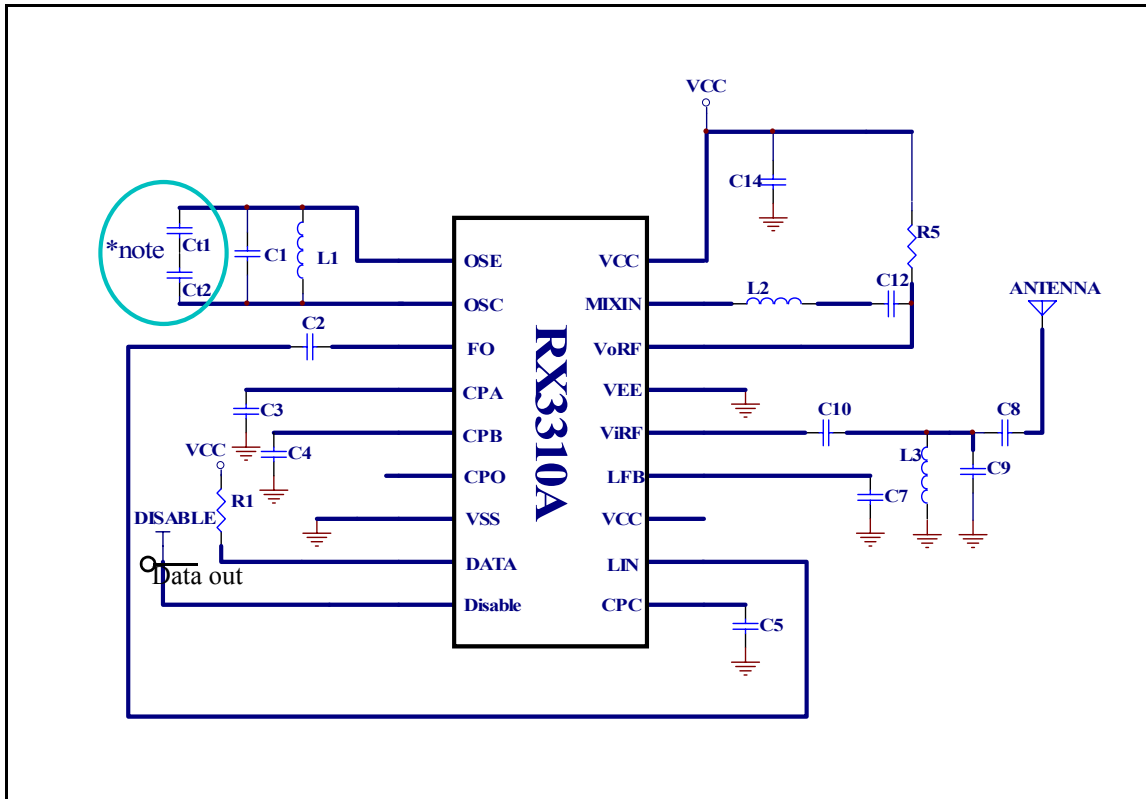 VCC
C14
R5
*note
Ct1
Ct2
C1
L1
OSE
VCC
OSC
MIXIN
L2
C12
ANTENNA
C2
FO
VoRF
RX3310A
CPA
VEE
C3
C10
C8
CPB
ViRF
VCC
C4
L3
C9
CPO
LFB
R1
C7
DISABLE
VSS
VCC
DATA
LIN
Data out
Disable
CPC
C5